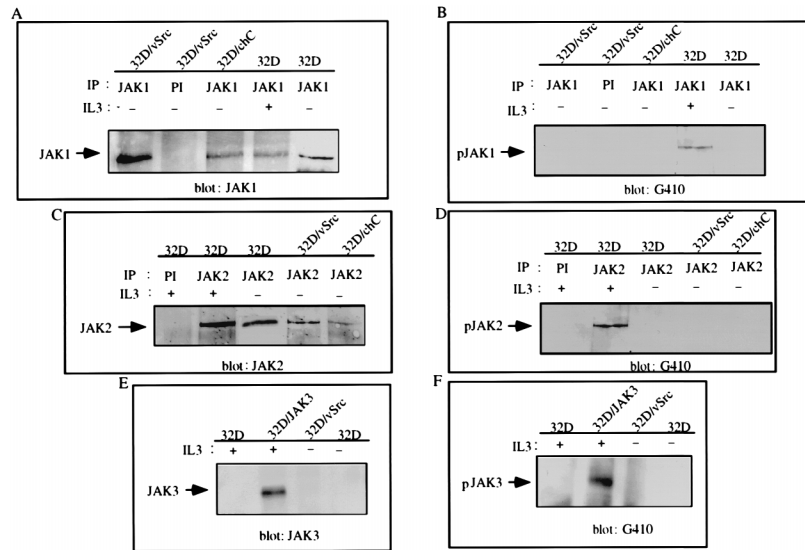 A
32D/vSrc 32D/vSrc 32D/chC 32D 32D
IP : JAK1 PI JAK1 JAK1 JAK1
IL3 : - - - + -
JAK1
blot: JAK1
B
32D/vSrc 32D/vSrc 32D/chC 32D 32D
IP : JAK1 PI JAK1 JAK1 JAK1
IL3 : - - - + -
pJAK1
blot: G410
C
32D 32D 32D 32D/vSrc 32D/chC
IP : PI JAK2 JAK2 JAK2 JAK2
IL3 : + + - - -
JAK2
blot: JAK2
D
32D 32D 32D 32D/vSrc 32D/chC
IP : PI JAK2 JAK2 JAK2 JAK2
IL3 : + + - - -
pJAK2
blot: G410
E
32D 32D/JAK3 32D/vSrc 32D
IL3 : + + - -
JAK3
blot: JAK3
F
32D 32D/JAK3 32D/vSrc 32D
IL3 : + + - -
pJAK3
blot: G410